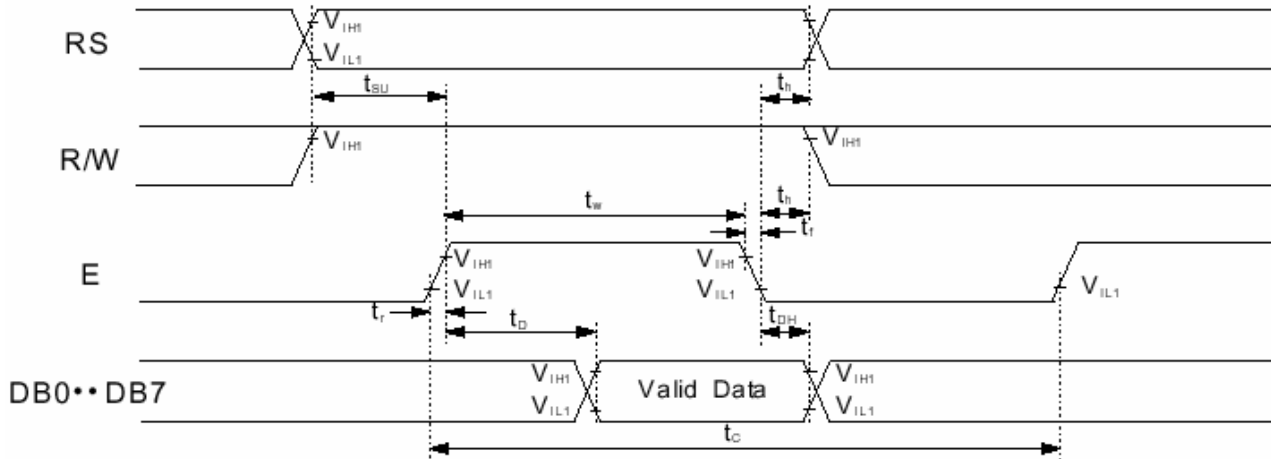 RS
V IH1
V IL1
t SU
t h
R/W
V IH1
V IH1
t w
t h
t f
E
V IH1
V IL1
V IH1
V IL1
V IL1
t r
t D
t DH
DB0••DB7
V IH1
V IL1
Valid Data
V IH1
V IL1
t C